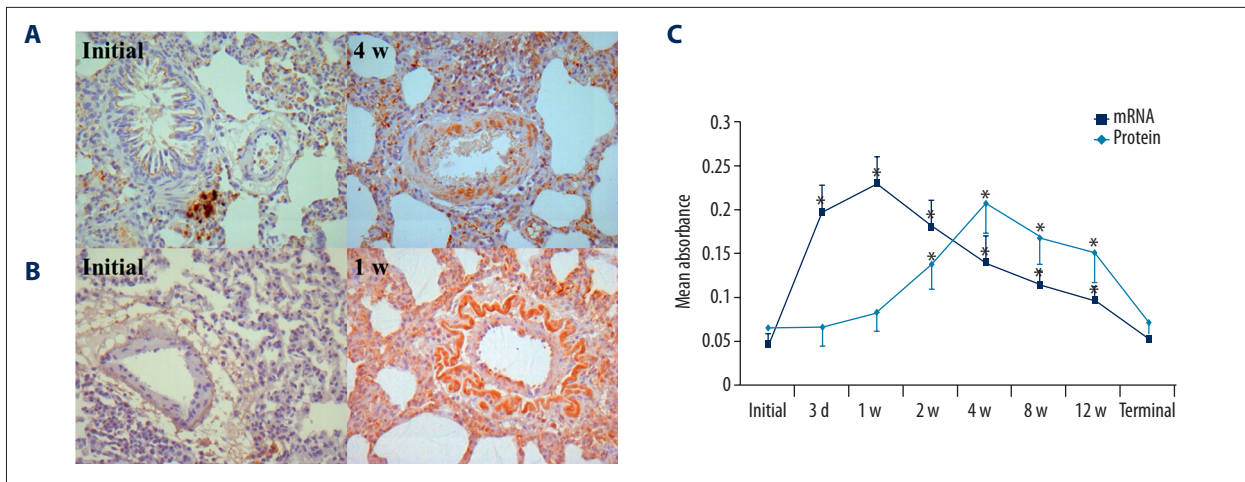 A
Initial
4 w
B
Initial
1 w
C
mRNA
Protein
Mean absorbance
0.3
0.25
0.2
0.15
0.1
0.05
0
Initial 3 d 1 w 2 w 4 w 8 w 12 w Terminal
* * * * * * * * * *